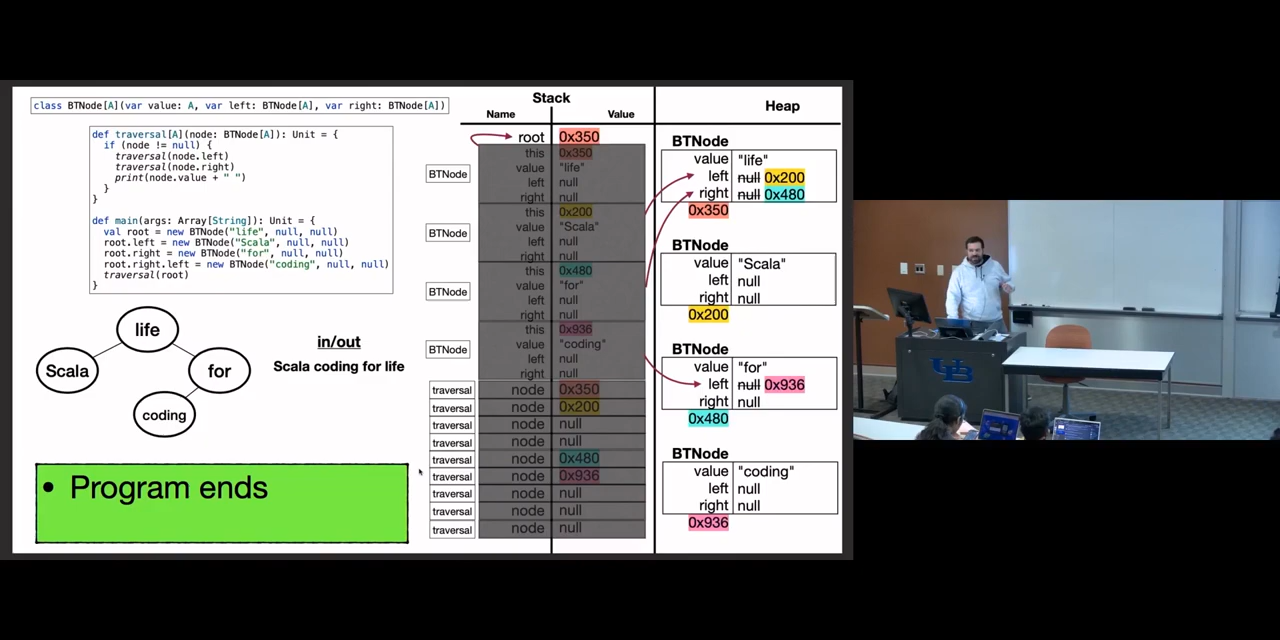 class BTNode[A](var value: A, var left: BTNode[A], var right: BTNode[A])
def traversal[A](node: BTNode[A]): Unit = {
if (node != null) {
traversal(node.left)
traversal(node.right)
print(node.value + " ")
}
}
def main(args: Array[String]): Unit = {
val root = new BTNode("life", null, null)
root.left = new BTNode("Scala", null, null)
root.right = new BTNode("for", null, null)
root.right.left = new BTNode("coding", null, null)
traversal(root)
}
life
Scala
for
coding
in/out
Scala coding for life
• Program ends
Stack
Name Value
root 0x350
BTNode
this 0x350
value "life"
left null
right null
BTNode
this 0x200
value "Scala"
left null
right null
BTNode
this 0x480
value "for"
left null
right null
BTNode
this 0x936
value "coding"
left null
right null
traversal node 0x350
traversal node 0x200
traversal node null
traversal node null
traversal node 0x480
traversal node 0x936
traversal node null
traversal node null
traversal node null
Heap
BTNode
value "life"
left null 0x200
right null 0x480
0x350
BTNode
value "Scala"
left null
right null
0x200
BTNode
value "for"
left null 0x936
right null
0x480
BTNode
value "coding"
left null
right null
0x936
UB